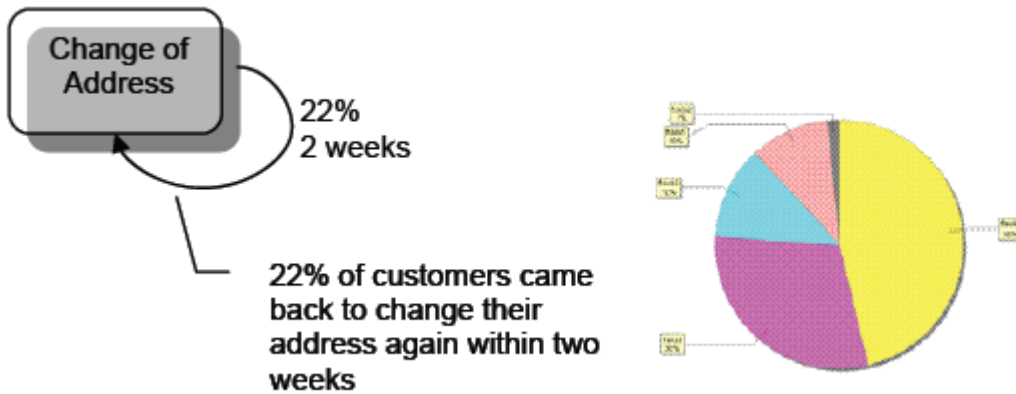 Change of
Address
22%
2 weeks
22% of customers came
back to change their
address again within two
weeks